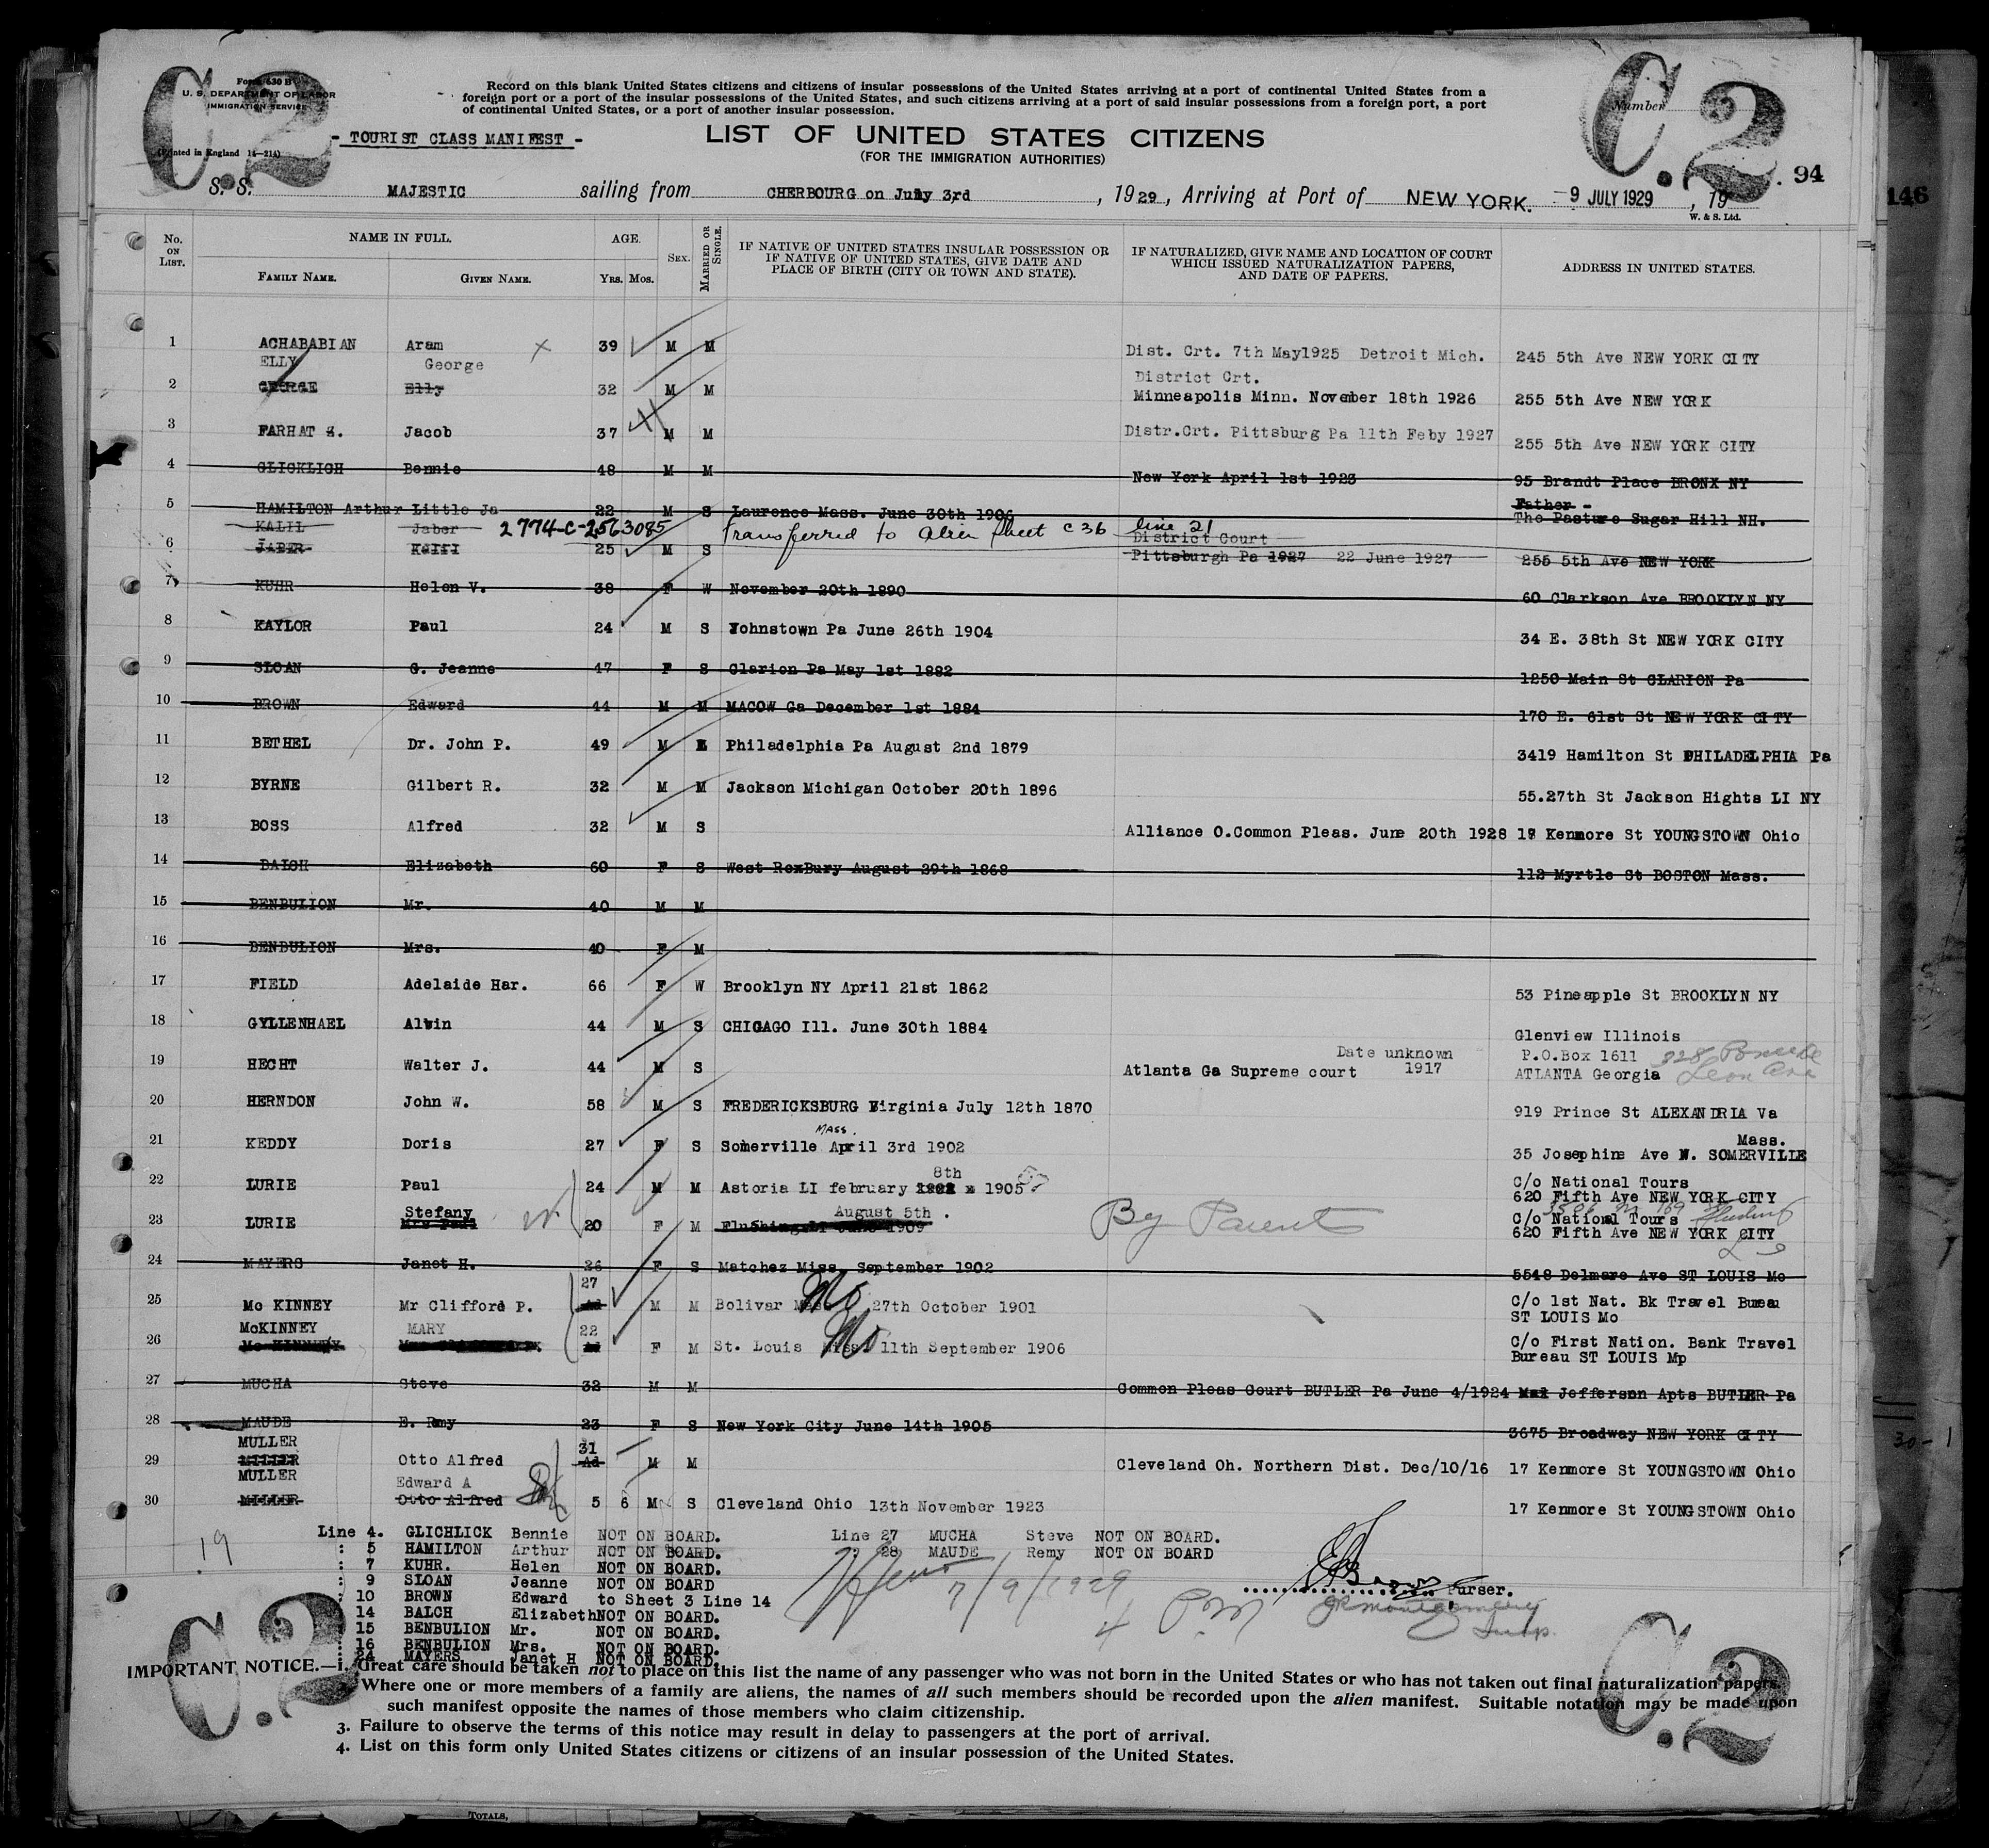 C.2
Form 630 B
U. S. DEPARTMENT OF LABOR
IMMIGRATION SERVICE
(Printed in England 14—214)
Record on this blank United States citizens and citizens of insular possessions of the United States arriving at a port of continental United States from a
foreign port or a port of the insular possessions of the United States, and such citizens arriving at a port of said insular possessions from a foreign port, a port
of continental United States, or a port of another insular possession.
C.2
Number
- TOURIST CLASS MANIFEST -
LIST OF UNITED STATES CITIZENS
(FOR THE IMMIGRATION AUTHORITIES)
94
146
S. S. MAJESTIC sailing from CHERBOURG on July 3rd, 1929, Arriving at Port of NEW YORK. 9 JULY 1929, 19
W. & S. Ltd.
No. ON LIST. NAME IN FULL. AGE. SEX. MARRIED OR SINGLE. IF NATIVE OF UNITED STATES INSULAR POSSESSION OR IF NATIVE OF UNITED STATES, GIVE DATE AND PLACE OF BIRTH (CITY OR TOWN AND STATE). IF NATURALIZED, GIVE NAME AND LOCATION OF COURT WHICH ISSUED NATURALIZATION PAPERS, AND DATE OF PAPERS. ADDRESS IN UNITED STATES.
FAMILY NAME. GIVEN NAME. YRS. MOS.
1 ACHABABIAN Aram 39 M M Dist. Crt. 7th May1925 Detroit Mich. 245 5th Ave NEW YORK CITY
ELLY George District Crt.
2 GEORGE Elly 32 M M Minneapolis Minn. November 18th 1926 255 5th Ave NEW YORK
3 FARHAT Jacob 37 M M Distr.Crt. Pittsburg Pa 11th Feby 1927 255 5th Ave NEW YORK CITY
4 GLICKLICH Bennie 48 M M New York April 1st 1923 95 Brandt Place BRONX NY
Father -
5 HAMILTON Arthur Little Ja 22 M S Laurence Mass. June 30th 1906 The Pasture Sugar Hill NH.
KALIL Jaber 2774-C-2563085 Transferred to alien sheet C 36 line 21
District Court
6 JABER Kalil 25 M S Pittsburgh Pa 1927 22 June 1927 255 5th Ave NEW YORK
7 KUHR Helen V. 38 F W November 20th 1890 60 Clarkson Ave BROOKLYN NY
8 KAYLOR Paul 24 M S Johnstown Pa June 26th 1904 34 E. 38th St NEW YORK CITY
9 SLOAN G. Jeanne 47 F S Clarion Pa May 1st 1882 1250 Main St CLARION Pa
10 BROWN Edward 44 M M MACOW Ga December 1st 1884 170 E. 61st St NEW YORK CITY
11 BETHEL Dr. John P. 49 M Philadelphia Pa August 2nd 1879 3419 Hamilton St PHILADELPHIA Pa
12 BYRNE Gilbert R. 32 M M Jackson Michigan October 20th 1896 55.27th St Jackson Hights LI NY
13 BOSS Alfred 32 M S Alliance O.Common Pleas. June 20th 1928 17 Kenmore St YOUNGSTOWN Ohio
14 BALCH Elizabeth 60 F S West RoxBury August 29th 1868 112 Myrtle St BOSTON Mass.
15 BENBULION Mr. 40 M M
16 BENBULION Mrs. 40 F M
17 FIELD Adelaide Har. 66 F W Brooklyn NY April 21st 1862 53 Pineapple St BROOKLYN NY
18 GYLLENHAEL Alvin 44 M S CHICAGO Ill. June 30th 1884 Glenview Illinois
Date unknown P.O.Box 1611 328 Ponce De
19 HECHT Walter J. 44 M S Atlanta Ga Supreme court 1917 ATLANTA Georgia Leon Ave
20 HERNDON John W. 58 M S FREDERICKSBURG Virginia July 12th 1870 919 Prince St ALEXANDRIA Va
MASS. Mass.
21 KEDDY Doris 27 F S Somerville April 3rd 1902 35 Josephine Ave W. SOMERVILLE
8th C/o National Tours
22 LURIE Paul 24 M M Astoria LI february 1905 620 Fifth Ave NEW YORK CITY
Stefany August 5th
23 LURIE Mrs Paul 20 F M Flushing LI June 1909 By Parents C/o National Tours
620 Fifth Ave NEW YORK CITY
24 MAYERS Janet H. 26 F S Matchez Miss. September 1902 5548 Delmare Ave ST LOUIS Mo
27
25 Mc KINNEY Mr Clifford P. Ad M M Bolivar Mo 27th October 1901 C/o 1st Nat. Bk Travel Bureau
ST LOUIS Mo
McKINNEY MARY 22
26 Mc KINNEY Ad F M St. Louis Mo 11th September 1906 C/o First Nation. Bank Travel
Bureau ST LOUIS Mp
27 MUCHA Steve 32 M M Common Pleas Court BUTLER Pa June 4/1924 Jefferson Apts BUTLER Pa
28 MAUDE E. Remy 23 F S New York City June 14th 1905 3675 Broadway NEW YORK CITY
MULLER 31
29 MILLER Otto Alfred Ad M M Cleveland Oh. Northern Dist. Dec/10/16 17 Kenmore St YOUNGSTOWN Ohio
MULLER Edward A
30 MILLER Otto Alfred 5 6 M S Cleveland Ohio 13th November 1923 17 Kenmore St YOUNGSTOWN Ohio
30-1
19
Line 4. GLICHLICK Bennie NOT ON BOARD. Line 27 MUCHA Steve NOT ON BOARD.
: 5 HAMILTON Arthur NOT ON BOARD. : 28 MAUDE Remy NOT ON BOARD
: 7 KUHR. Helen NOT ON BOARD.
: 9 SLOAN Jeanne NOT ON BOARD
: 10 BROWN Edward to Sheet 3 Line 14
: 14 BALCH Elizabeth NOT ON BOARD.
: 15 BENBULION Mr. NOT ON BOARD.
: 16 BENBULION Mrs. NOT ON BOARD.
: 24 MAYERS Janet H NOT ON BOARD.
7/9/1929
4 P.M.
Brown Purser.
JR Montgomery
Insp.
C.2
C.2
IMPORTANT NOTICE.—1. Great care should be taken not to place on this list the name of any passenger who was not born in the United States or who has not taken out final naturalization papers.
Where one or more members of a family are aliens, the names of all such members should be recorded upon the alien manifest. Suitable notation may be made upon
such manifest opposite the names of those members who claim citizenship.
3. Failure to observe the terms of this notice may result in delay to passengers at the port of arrival.
4. List on this form only United States citizens or citizens of an insular possession of the United States.
TOTALS,